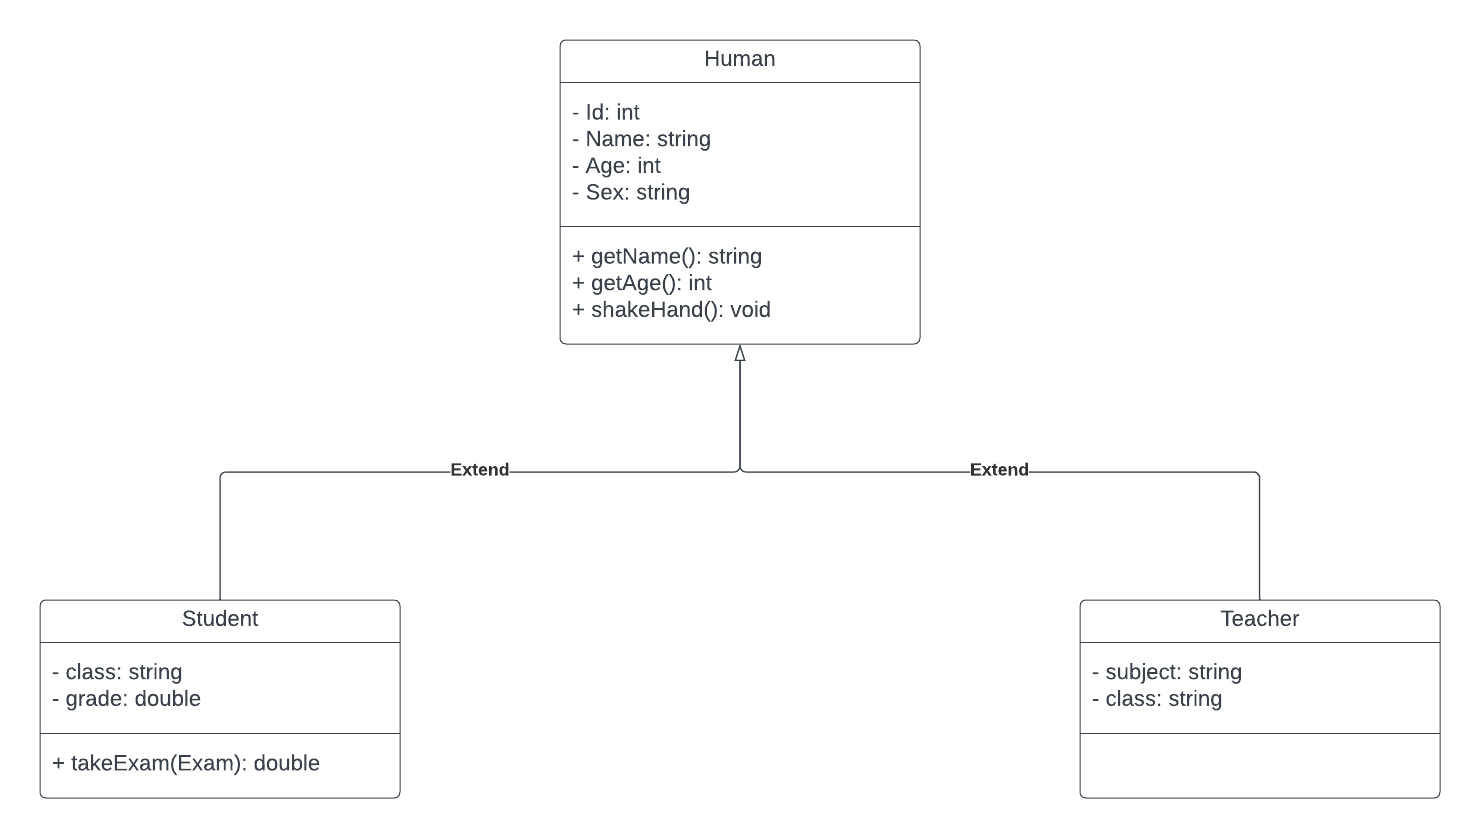 Human
- Id: int
- Name: string
- Age: int
- Sex: string
+ getName(): string
+ getAge(): int
+ shakeHand(): void
Extend
Extend
Student
- class: string
- grade: double
+ takeExam(Exam): double
Teacher
- subject: string
- class: string